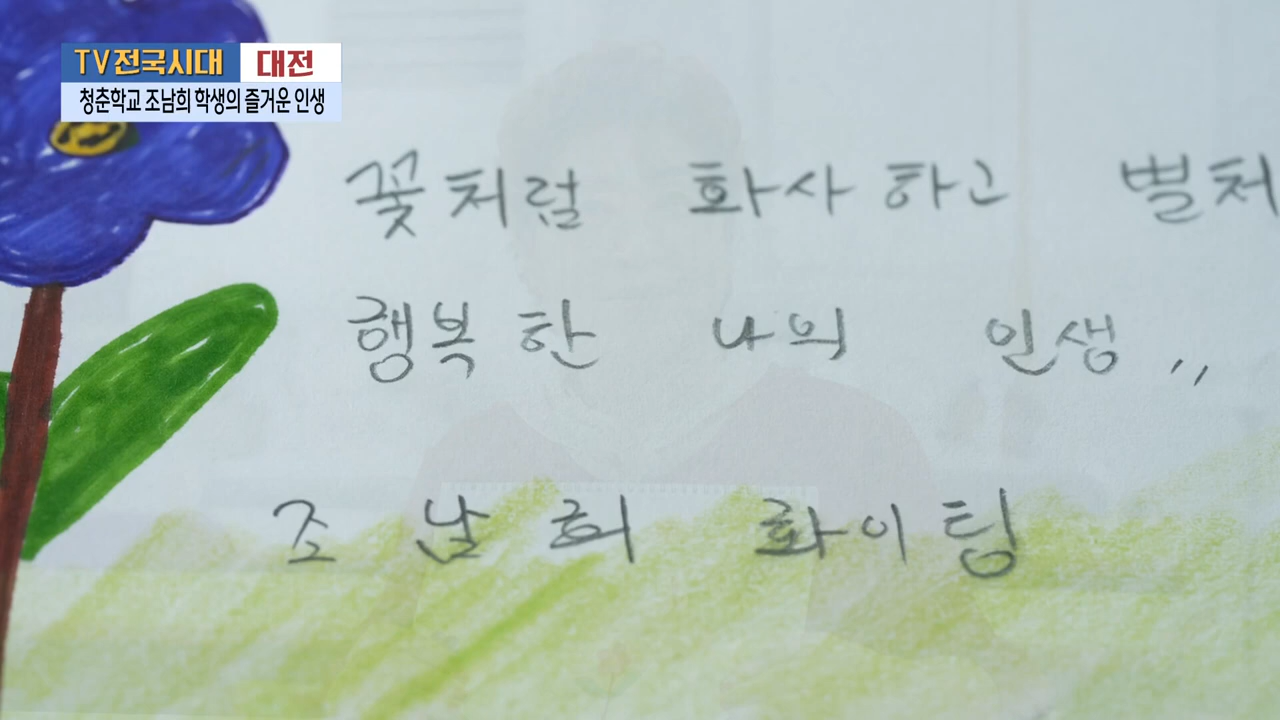 TV전국시대 대전
청춘학교 조남희 학생의 즐거운 인생
꽃처럼 화사하고 별처
행복한 나의 인생,,
조남희 화이팅